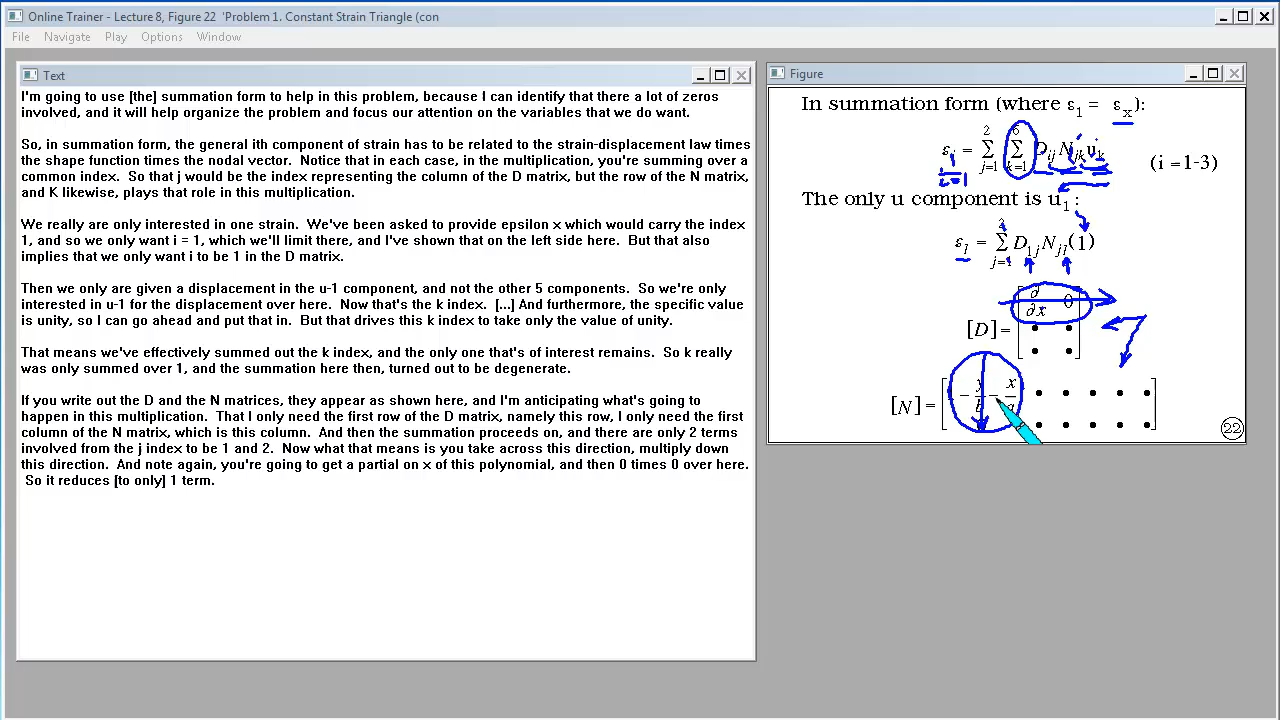 Online Trainer - Lecture 8, Figure 22 'Problem 1. Constant Strain Triangle (con
File Navigate Play Options Window
Text
I'm going to use [the] summation form to help in this problem, because I can identify that there a lot of zeros
involved, and it will help organize the problem and focus our attention on the variables that we do want.
So, in summation form, the general ith component of strain has to be related to the strain-displacement law times
the shape function times the nodal vector. Notice that in each case, in the multiplication, you're summing over a
common index. So that j would be the index representing the column of the D matrix, but the row of the N matrix,
and K likewise, plays that role in this multiplication.
We really are only interested in one strain. We've been asked to provide epsilon x which would carry the index
1, and so we only want i = 1, which we'll limit there, and I've shown that on the left side here. But that also
implies that we only want i to be 1 in the D matrix.
Then we only are given a displacement in the u-1 component, and not the other 5 components. So we're only
interested in u-1 for the displacement over here. Now that's the k index. [...] And furthermore, the specific value
is unity, so I can go ahead and put that in. But that drives this k index to take only the value of unity.
That means we've effectively summed out the k index, and the only one that's of interest remains. So k really
was only summed over 1, and the summation here then, turned out to be degenerate.
If you write out the D and the N matrices, they appear as shown here, and I'm anticipating what's going to
happen in this multiplication. That I only need the first row of the D matrix, namely this row, I only need the first
column of the N matrix, which is this column. And then the summation proceeds on, and there are only 2 terms
involved from the j index to be 1 and 2. Now what that means is you take across this direction, multiply down
this direction. And note again, you're going to get a partial on x of this polynomial, and then 0 times 0 over here.
So it reduces [to only] 1 term.
Figure
In summation form (where ε₁ = εₓ):
εᵢ = Σ Σ Dᵢⱼ Nⱼₖ uₖ (i =1-3)
2 6
j=1 k=1
i=1
The only u component is u₁:
ε₁ = Σ D₁ⱼ Nⱼ₁(1)
j=1
[D] = [ ∂/∂x 0 ]
[N] =
y x
22